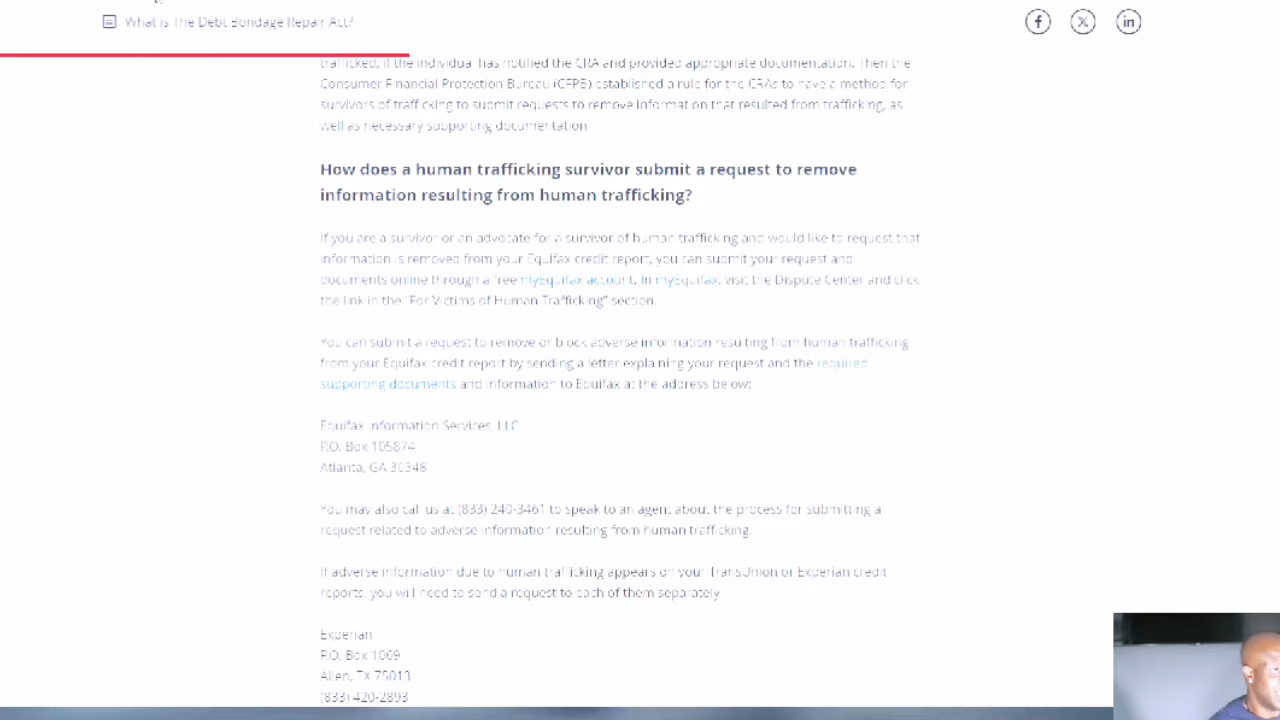 What Is The Debt Bondage Repair Act?
trafficked, if the individual has notified the CRA and provided appropriate documentation. Then the
Consumer Financial Protection Bureau (CFPB) established a rule for the CRAs to have a method for
survivors of trafficking to submit requests to remove information that resulted from trafficking, as
well as necessary supporting documentation
How does a human trafficking survivor submit a request to remove
information resulting from human trafficking?
If you are a survivor or an advocate for a survivor of human trafficking and would like to request that
information is removed from your Equifax credit report, you can submit your request and
documents online through a free myEquifax account. In myEquifax, visit the Dispute Center and click
the link in the "For Victims of Human Trafficking" section.
You can submit a request to remove or block adverse information resulting from human trafficking
from your Equifax credit report by sending a letter explaining your request and the required
supporting documents and information to Equifax at the address below:
Equifax Information Services, LLC
P.O. Box 105874
Atlanta, GA 30348
You may also call us at (833) 240-3461 to speak to an agent about the process for submitting a
request related to adverse information resulting from human trafficking.
If adverse information due to human trafficking appears on your TransUnion or Experian credit
reports, you will need to send a request to each of them separately
Experian
P.O. Box 1069
Allen, TX 75013
(833) 420-2893